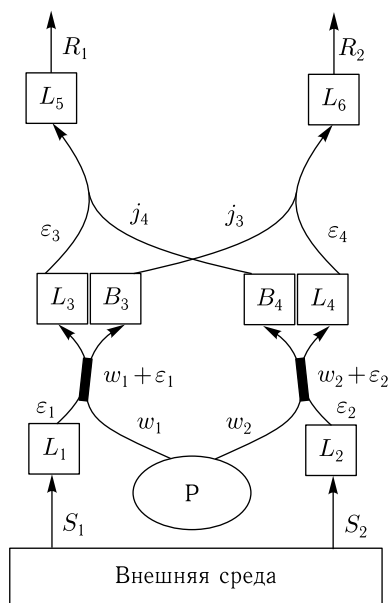 R₁ R₂
L₅ L₆
j₄ j₃
ε₃ ε₄
L₃ B₃ B₄ L₄
w₁+ε₁ w₂+ε₂
ε₁ w₁ w₂ ε₂
L₁ L₂
P
S₁ S₂
Внешняя среда